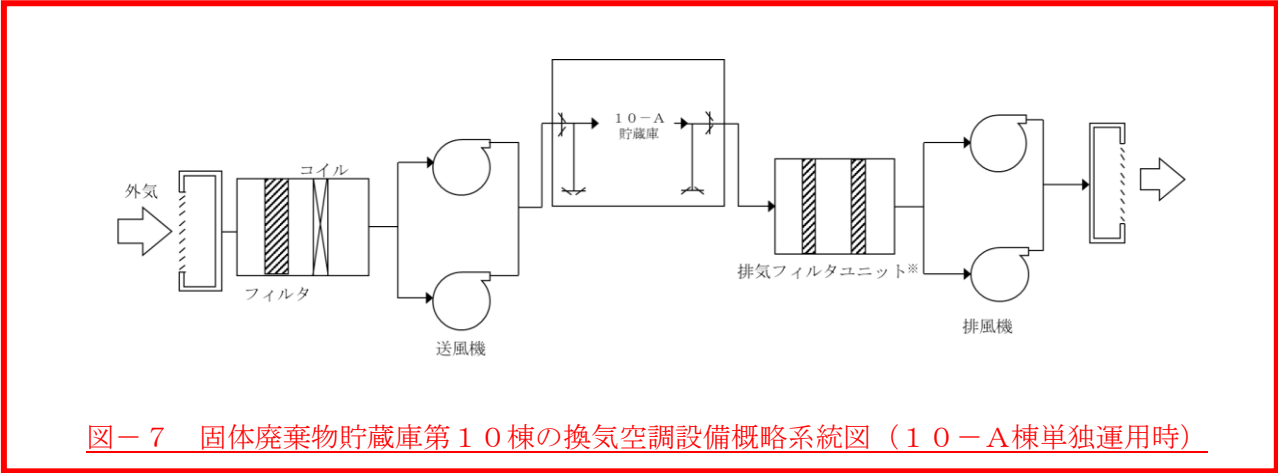 外気
コイル
フィルタ
送風機
１０－Ａ
貯蔵庫
排気フィルタユニット※
排風機
図－７　固体廃棄物貯蔵庫第１０棟の換気空調設備概略系統図（１０－Ａ棟単独運用時）